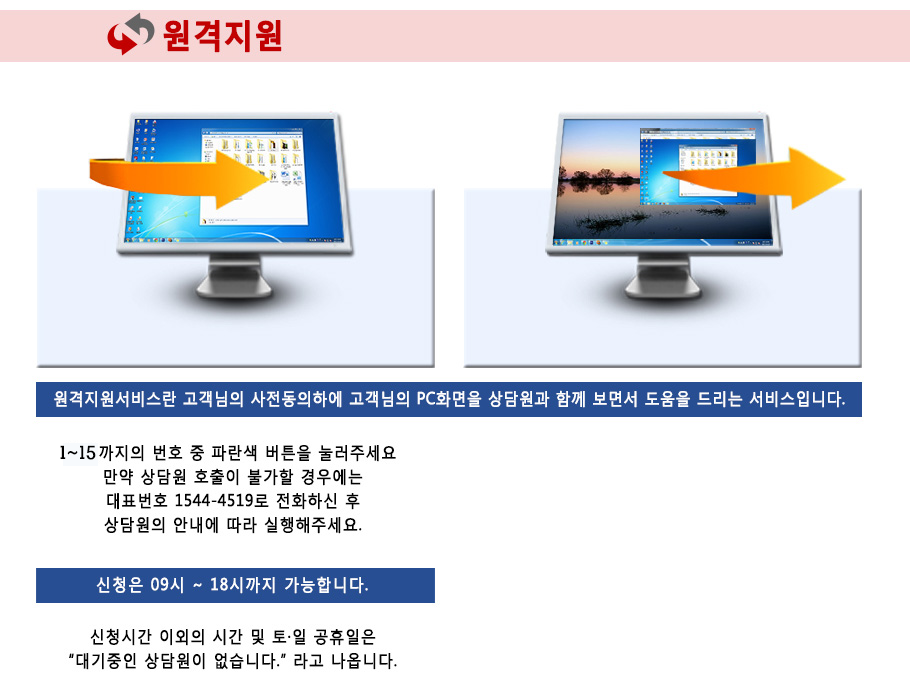 원격지원
원격지원서비스란 고객님의 사전동의하에 고객님의 PC화면을 상담원과 함께 보면서 도움을 드리는 서비스입니다.
1~15까지의 번호 중 파란색 버튼을 눌러주세요
만약 상담원 호출이 불가할 경우에는
대표번호 1544-4519로 전화하신 후
상담원의 안내에 따라 실행해주세요.
신청은 09시 ~ 18시까지 가능합니다.
신청시간 이외의 시간 및 토·일 공휴일은
“대기중인 상담원이 없습니다.” 라고 나옵니다.